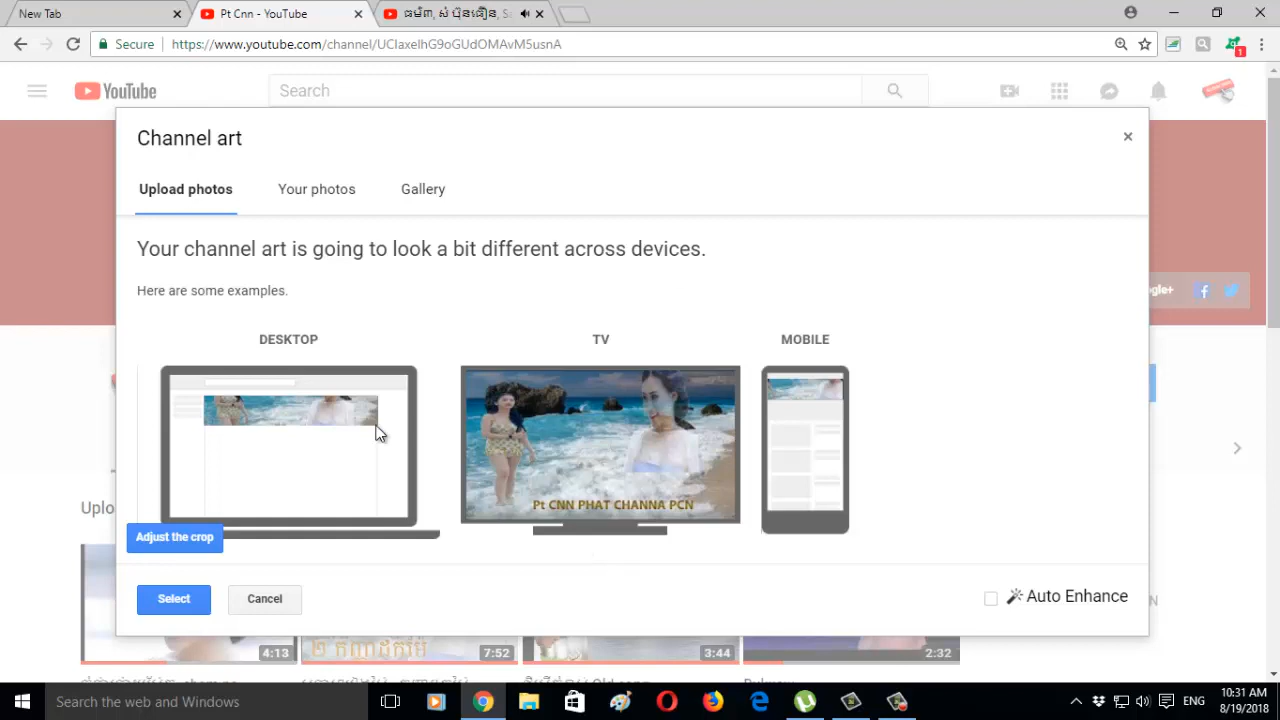 New Tab
Pt Cnn - YouTube
Secure
https://www.youtube.com/channel/UCIaxelhG9oGUdOMAvM5usnA
YouTube
Search
Channel art
Upload photos
Your photos
Gallery
Your channel art is going to look a bit different across devices.
Here are some examples.
DESKTOP
TV
MOBILE
Pt CNN PHAT CHANNA PCN
Adjust the crop
Select
Cancel
Auto Enhance
4:13
7:52
3:44
2:32
Search the web and Windows
ENG
10:31 AM
8/19/2018